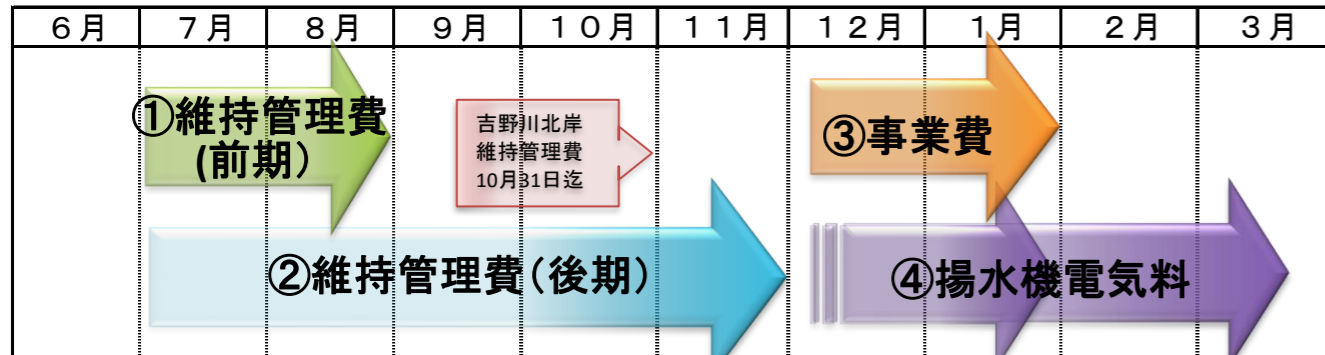 ６月 ７月 ８月 ９月 １０月 １１月 １２月 １月 ２月 ３月
①維持管理費
(前期）
吉野川北岸
維持管理費
10月31日迄
③事業費
②維持管理費（後期）
④揚水機電気料